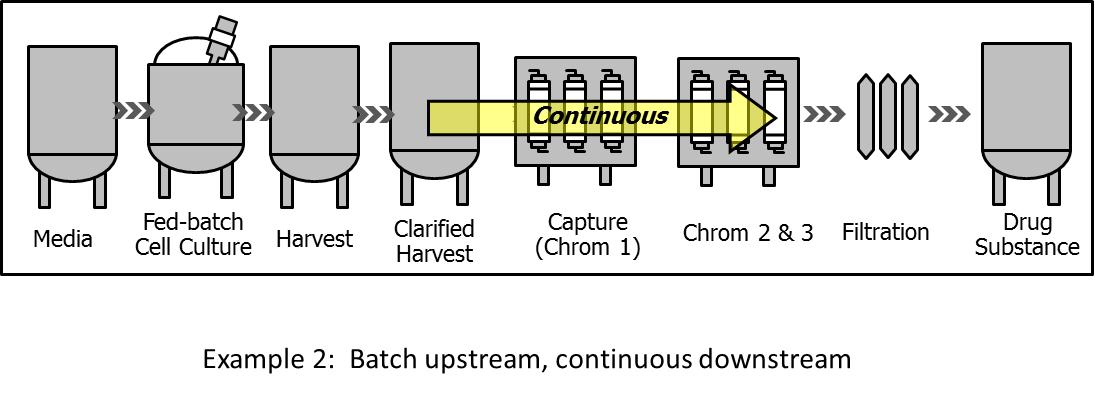 Continuous
Media
Fed-batch
Cell Culture
Harvest
Clarified
Harvest
Capture
(Chrom 1)
Chrom 2 & 3
Filtration
Drug
Substance
Example 2:  Batch upstream, continuous downstream